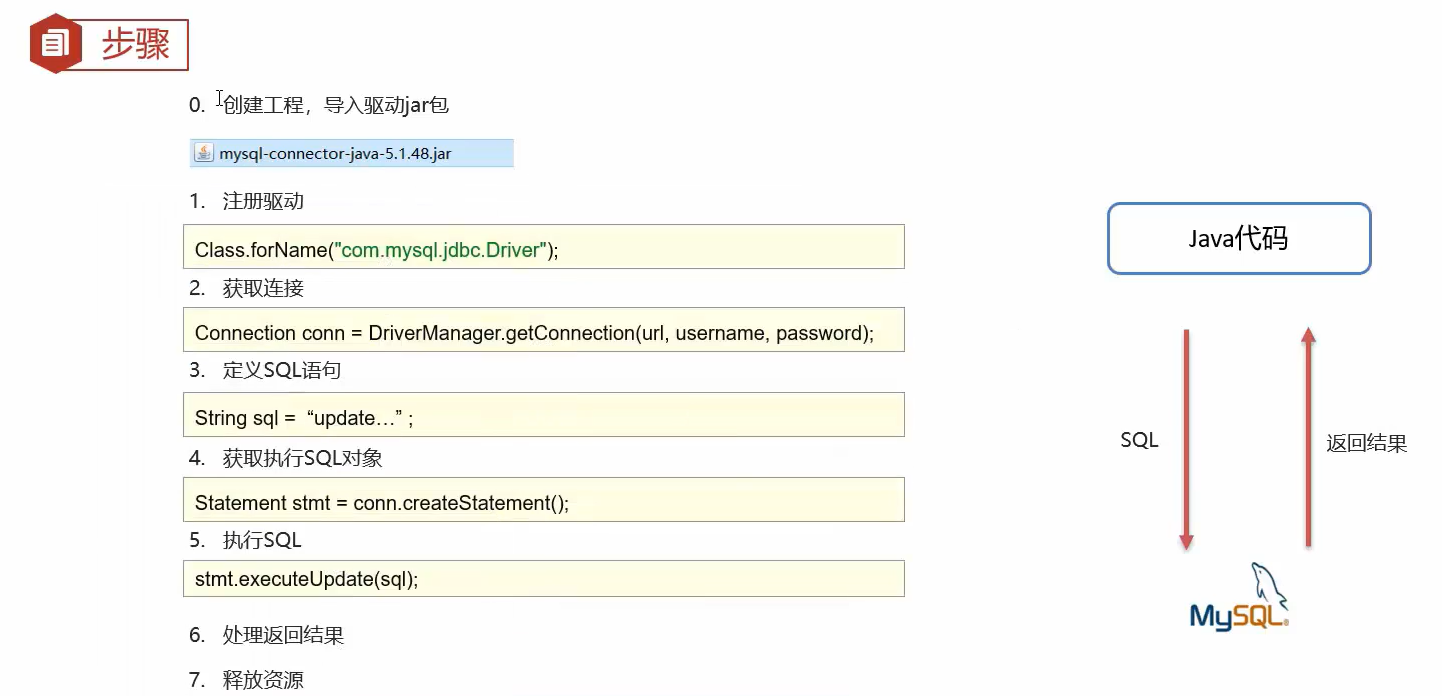 步骤
0. 创建工程，导入驱动jar包
mysql-connector-java-5.1.48.jar
1. 注册驱动
Class.forName("com.mysql.jdbc.Driver");
2. 获取连接
Connection conn = DriverManager.getConnection(url, username, password);
3. 定义SQL语句
String sql = “update…” ;
4. 获取执行SQL对象
Statement stmt = conn.createStatement();
5. 执行SQL
stmt.executeUpdate(sql);
6. 处理返回结果
7. 释放资源
Java代码
SQL
返回结果
MySQL®